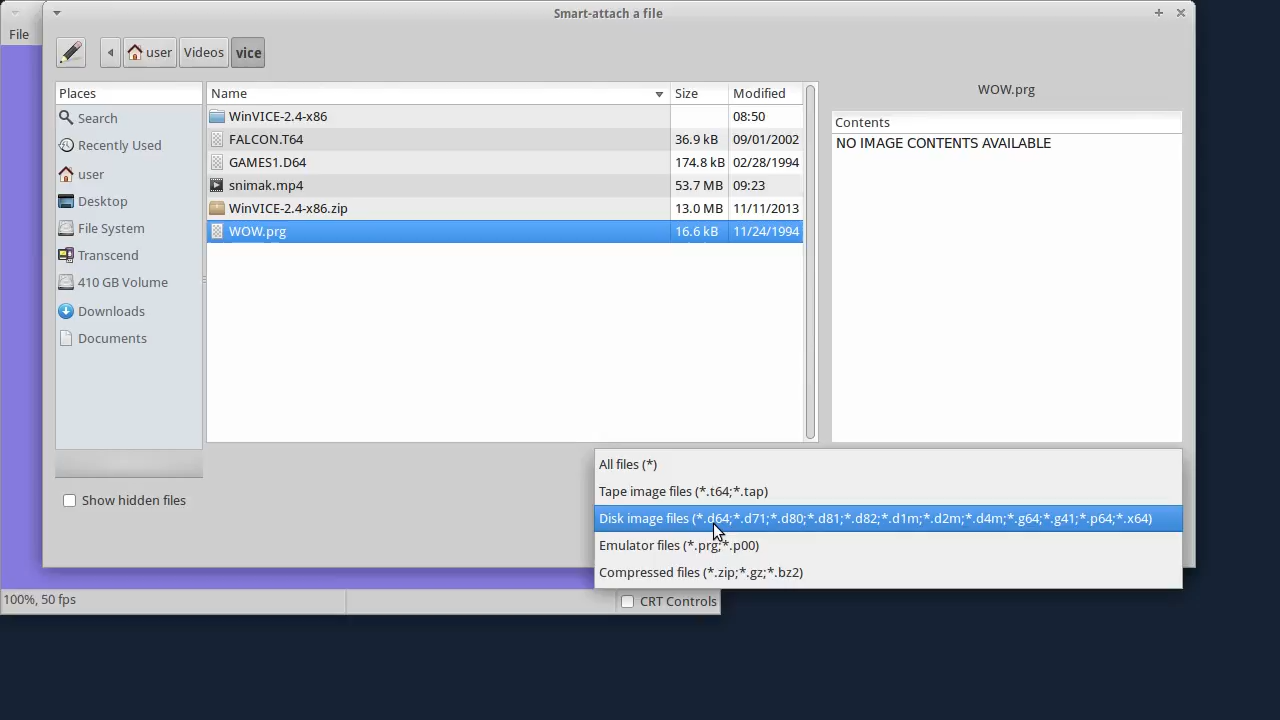 Smart-attach a file
File
user
Videos
vice
Places
Name
Size
Modified
WOW.prg
Search
Recently Used
user
Desktop
File System
Transcend
410 GB Volume
Downloads
Documents
WinVICE-2.4-x86 08:50
FALCON.T64 36.9 kB 09/01/2002
GAMES1.D64 174.8 kB 02/28/1994
snimak.mp4 53.7 MB 09:23
WinVICE-2.4-x86.zip 13.0 MB 11/11/2013
WOW.prg 16.6 kB 11/24/1994
Contents
NO IMAGE CONTENTS AVAILABLE
Show hidden files
All files (*)
Tape image files (*.t64;*.tap)
Disk image files (*.d64;*.d71;*.d80;*.d81;*.d82;*.d1m;*.d2m;*.d4m;*.g64;*.g41;*.p64;*.x64)
Emulator files (*.prg;*.p00)
Compressed files (*.zip;*.gz;*.bz2)
100%, 50 fps
CRT Controls